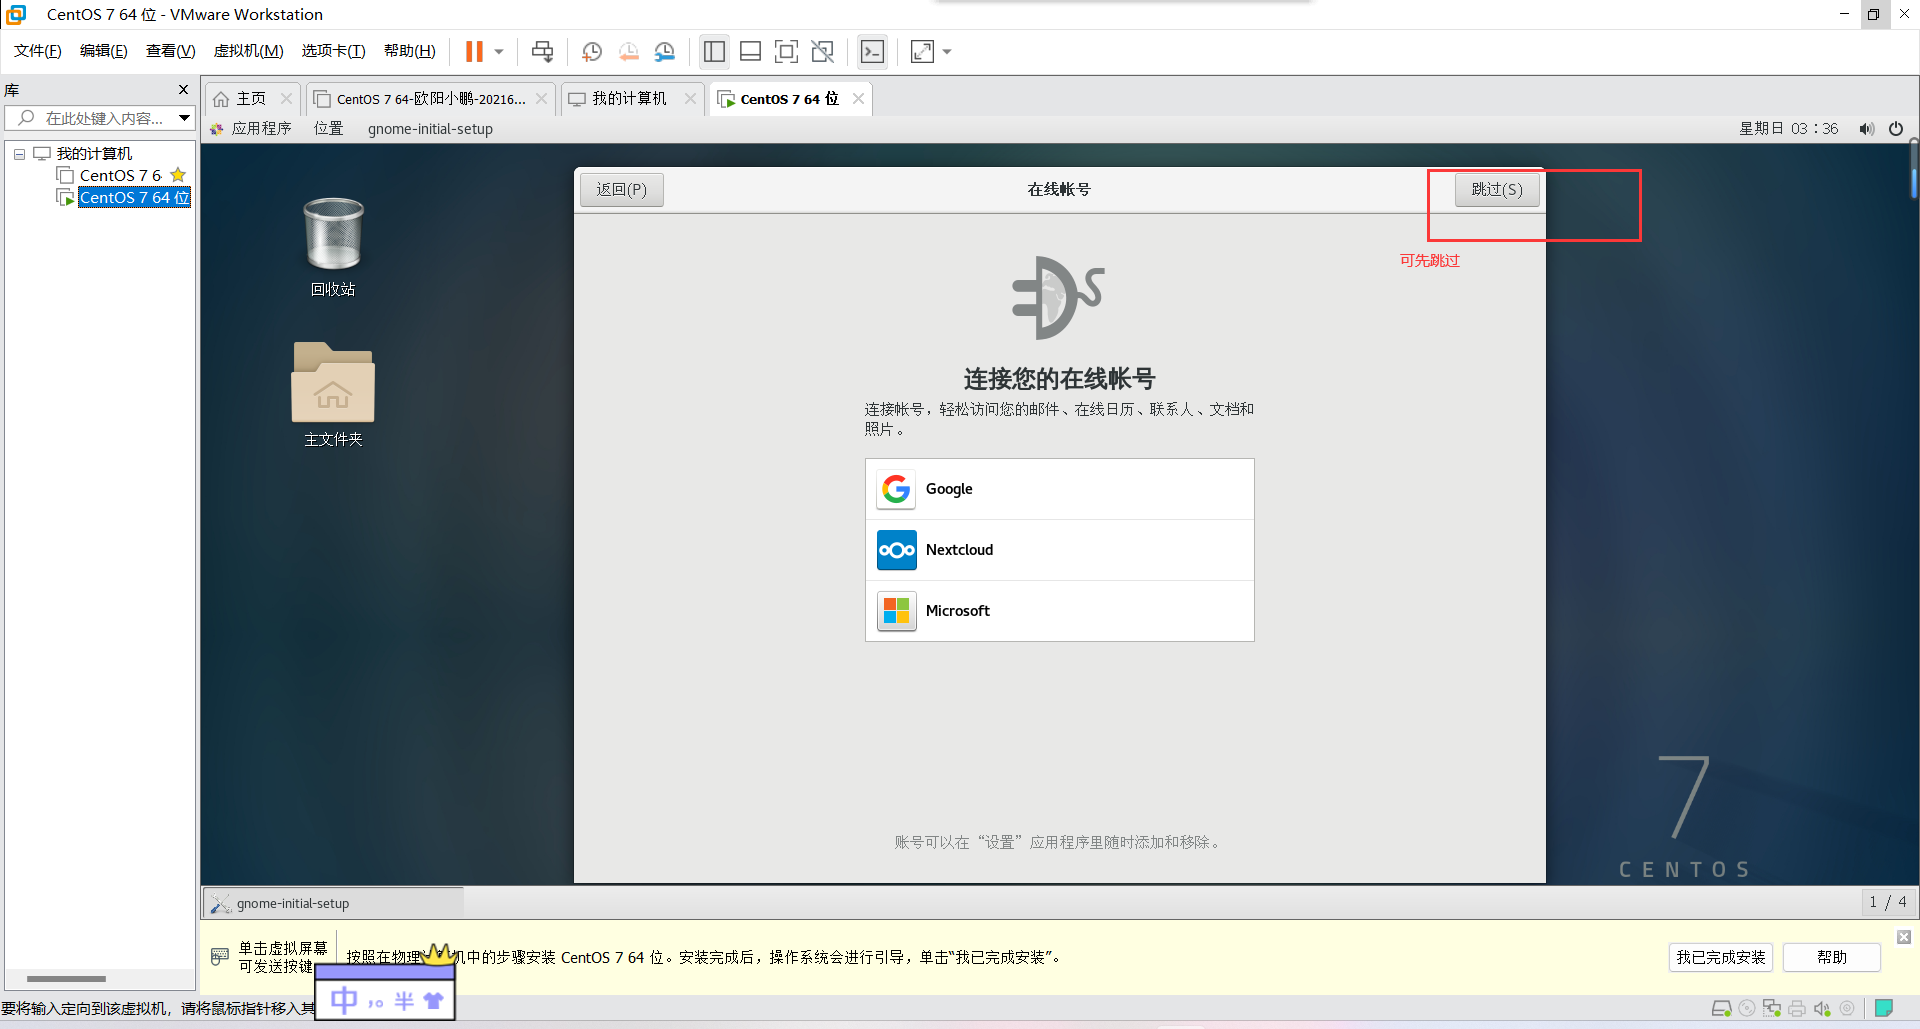 CentOS 7 64 位 - VMware Workstation
文件(F) 编辑(E) 查看(V) 虚拟机(M) 选项卡(T) 帮助(H)
库
在此处键入内容...
我的计算机
CentOS 7 6
CentOS 7 64 位
主页
CentOS 7 64-欧阳小鹏-20216...
我的计算机
CentOS 7 64 位
应用程序 位置 gnome-initial-setup
星期日 03：36
回收站
主文件夹
返回(P)
在线帐号
跳过(S)
可先跳过
连接您的在线帐号
连接帐号，轻松访问您的邮件、在线日历、联系人、文档和
照片。
Google
Nextcloud
Microsoft
账号可以在“设置”应用程序里随时添加和移除。
7
CENTOS
gnome-initial-setup
1 / 4
单击虚拟屏幕
可发送按键
按照在物理计算机中的步骤安装 CentOS 7 64 位。安装完成后，操作系统会进行引导，单击“我已完成安装”。
我已完成安装
帮助
中 ,。半
要将输入定向到该虚拟机，请将鼠标指针移入其